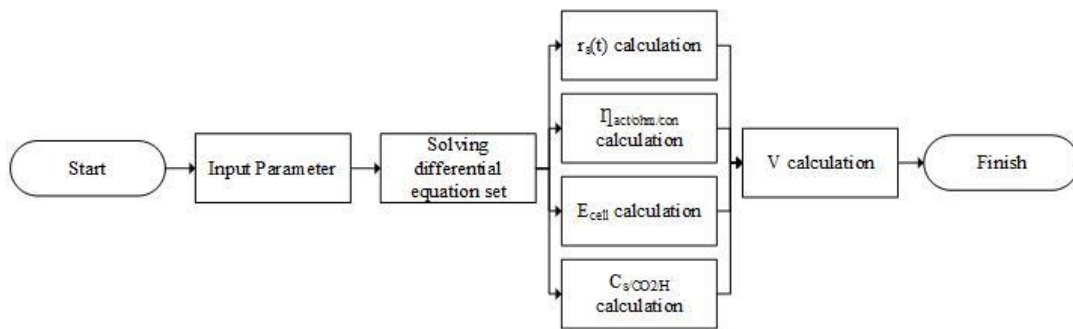 Start
Input Parameter
Solving
differential
equation set
rs(t) calculation
ηact/ohm/con
calculation
Ecell calculation
Cs/CO2H
calculation
V calculation
Finish